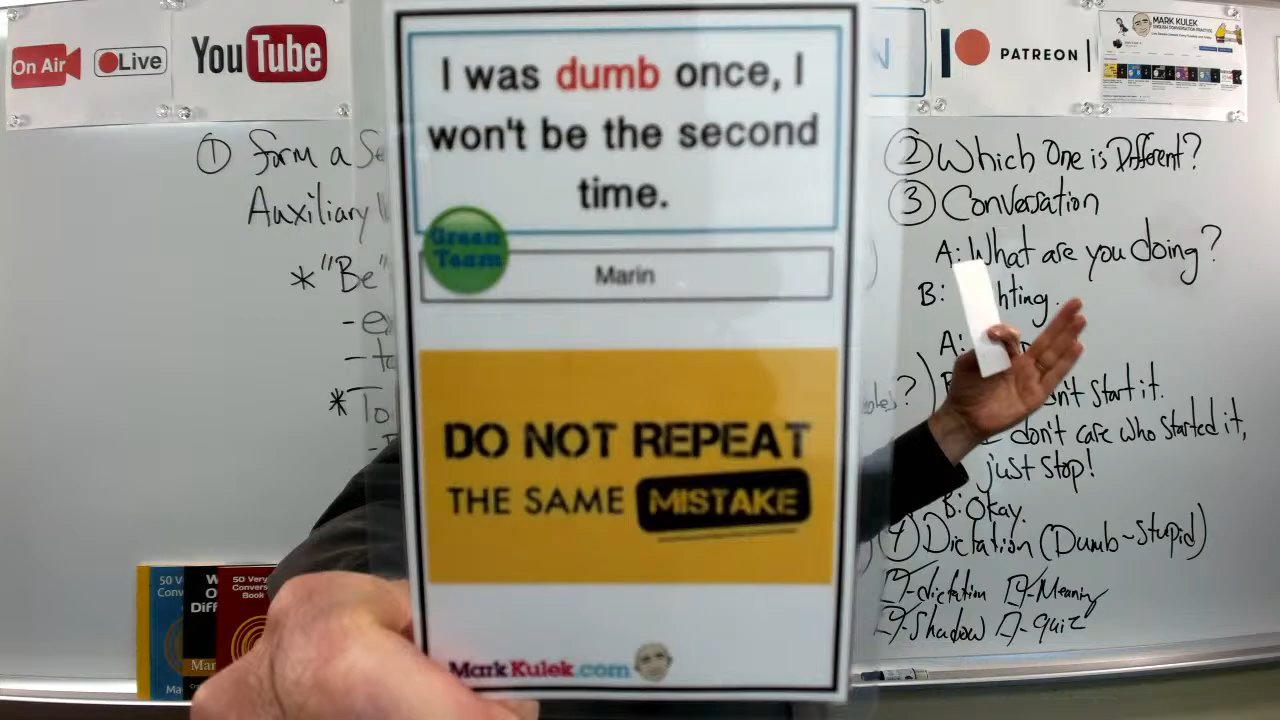 On Air
Live
YouTube
PATREON
MARK KULEK
I was dumb once, I
won't be the second
time.
Green
Team
Marin
DO NOT REPEAT
THE SAME MISTAKE
MarkKulek.com
① Form a
Auxiliary
*"Be"
② Which One is Different?
③ Conversation
A: What are you doing?
B:
A:
start it.
don't care who started it,
just stop!
B: Okay.
④ Dictation (Dumb~Stupid)
-dictation -Meaning
-Shadow -quiz
50 Very
Book